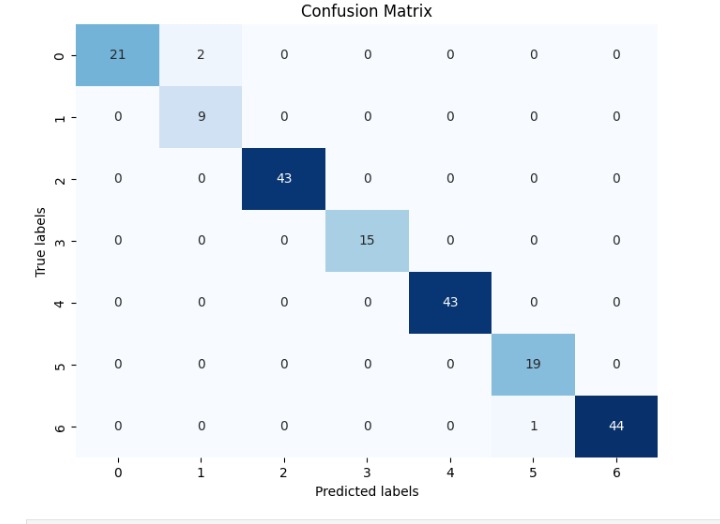 Confusion Matrix
0 21 2 0 0 0 0 0
1 0 9 0 0 0 0 0
2 0 0 43 0 0 0 0
3 0 0 0 15 0 0 0
4 0 0 0 0 43 0 0
5 0 0 0 0 0 19 0
6 0 0 0 0 0 1 44
True labels
0 1 2 3 4 5 6
Predicted labels